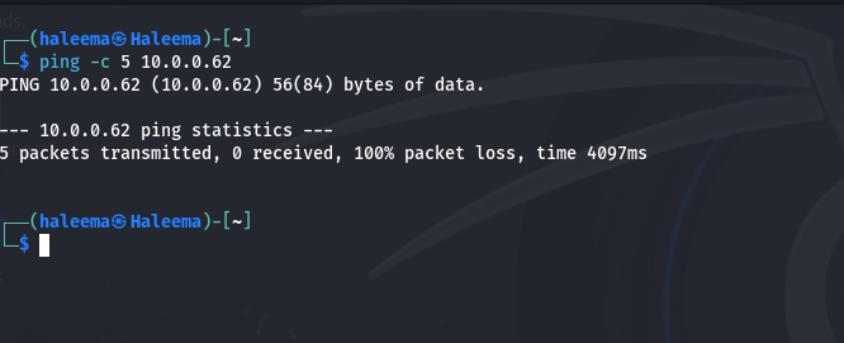 nds.
┌──(haleema㉿Haleema)-[~]
└─$ ping -c 5 10.0.0.62
PING 10.0.0.62 (10.0.0.62) 56(84) bytes of data.
--- 10.0.0.62 ping statistics ---
5 packets transmitted, 0 received, 100% packet loss, time 4097ms
┌──(haleema㉿Haleema)-[~]
└─$